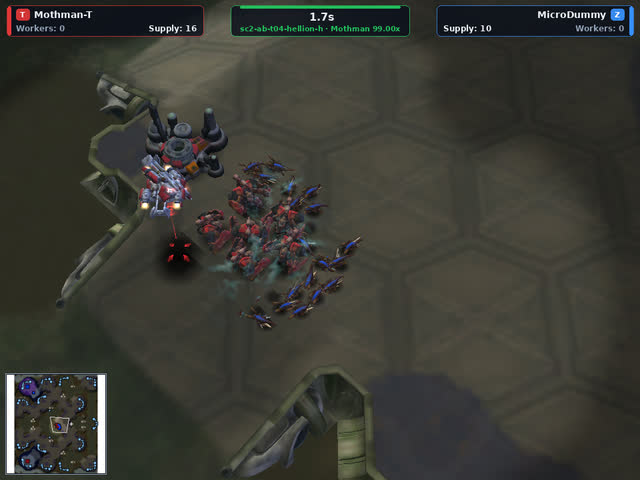 T Mothman-T
Workers: 0 Supply: 16
1.7s
sc2-ab-t04-hellion-h · Mothman 99.00x
MicroDummy Z
Supply: 10 Workers: 0